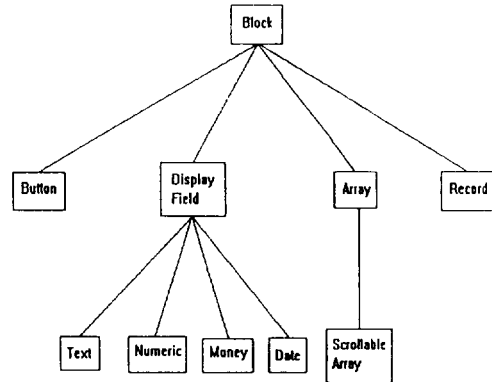 Block
Button
Display
Field
Array
Record
Text
Numeric
Money
Date
Scrollable
Array